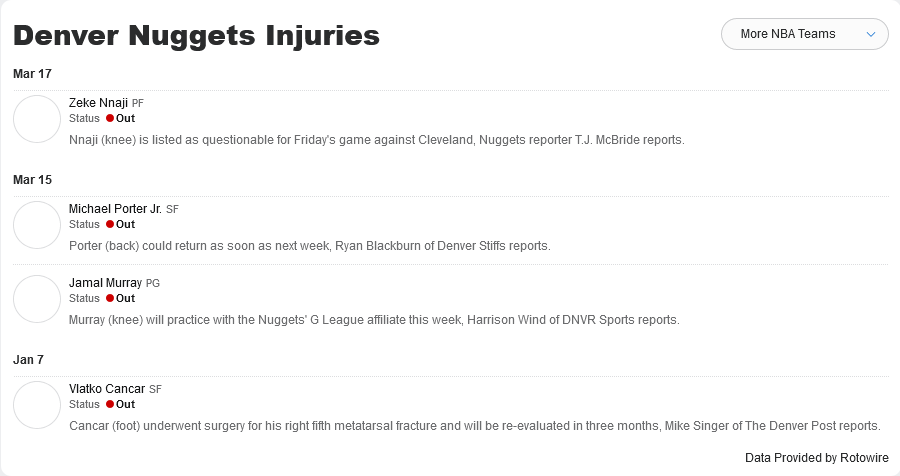 Denver Nuggets Injuries
More NBA Teams
Mar 17
Zeke Nnaji PF
Status Out
Nnaji (knee) is listed as questionable for Friday's game against Cleveland, Nuggets reporter T.J. McBride reports.
Mar 15
Michael Porter Jr. SF
Status Out
Porter (back) could return as soon as next week, Ryan Blackburn of Denver Stiffs reports.
Jamal Murray PG
Status Out
Murray (knee) will practice with the Nuggets' G League affiliate this week, Harrison Wind of DNVR Sports reports.
Jan 7
Vlatko Cancar SF
Status Out
Cancar (foot) underwent surgery for his right fifth metatarsal fracture and will be re-evaluated in three months, Mike Singer of The Denver Post reports.
Data Provided by Rotowire